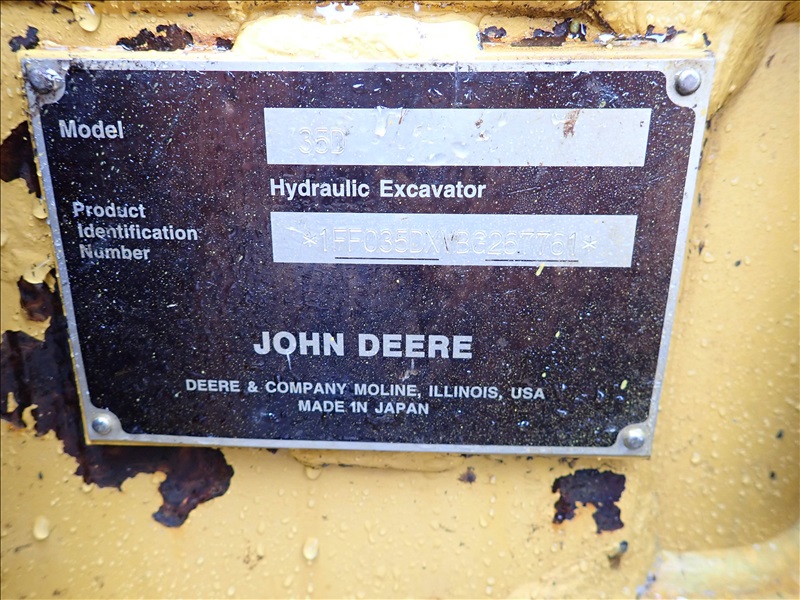 Model
35D
Hydraulic Excavator
Product
Identification
Number
JOHN DEERE
DEERE & COMPANY MOLINE, ILLINOIS, USA
MADE IN JAPAN